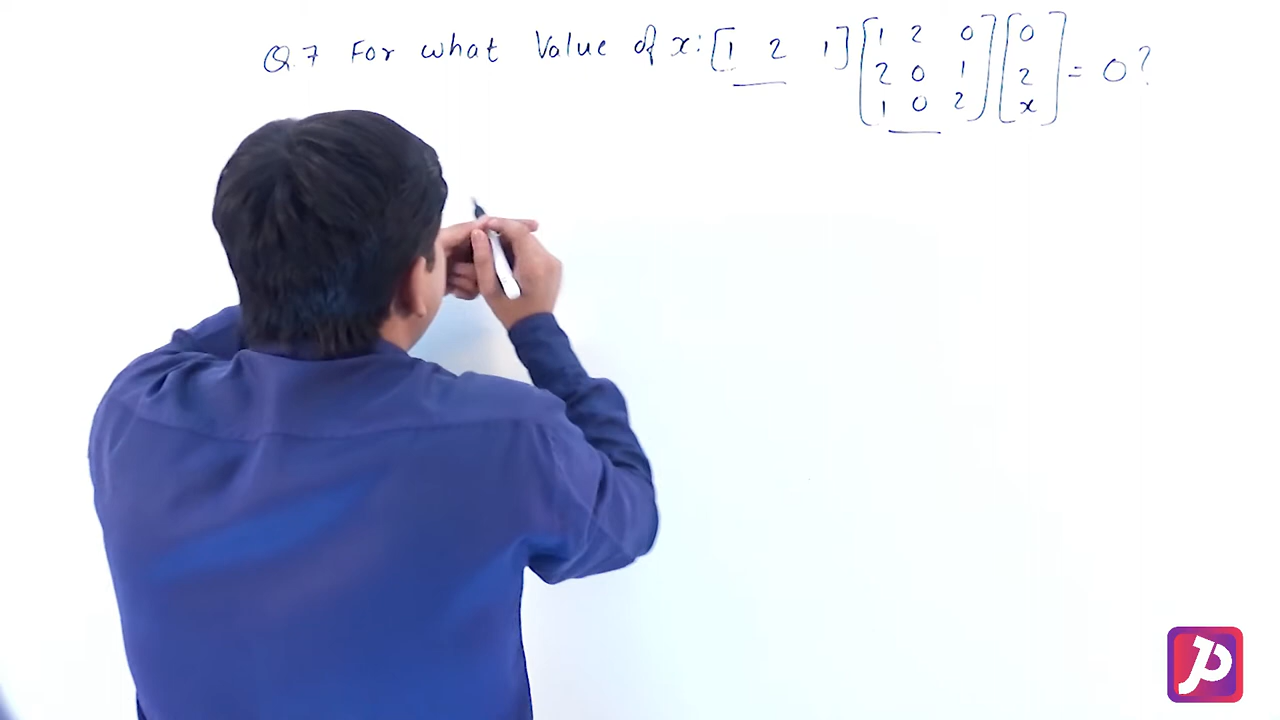 Q.7 For what Value of x: [1 2 1] [1 2 0 0
2 0 1 2 = 0?
1 0 2 x